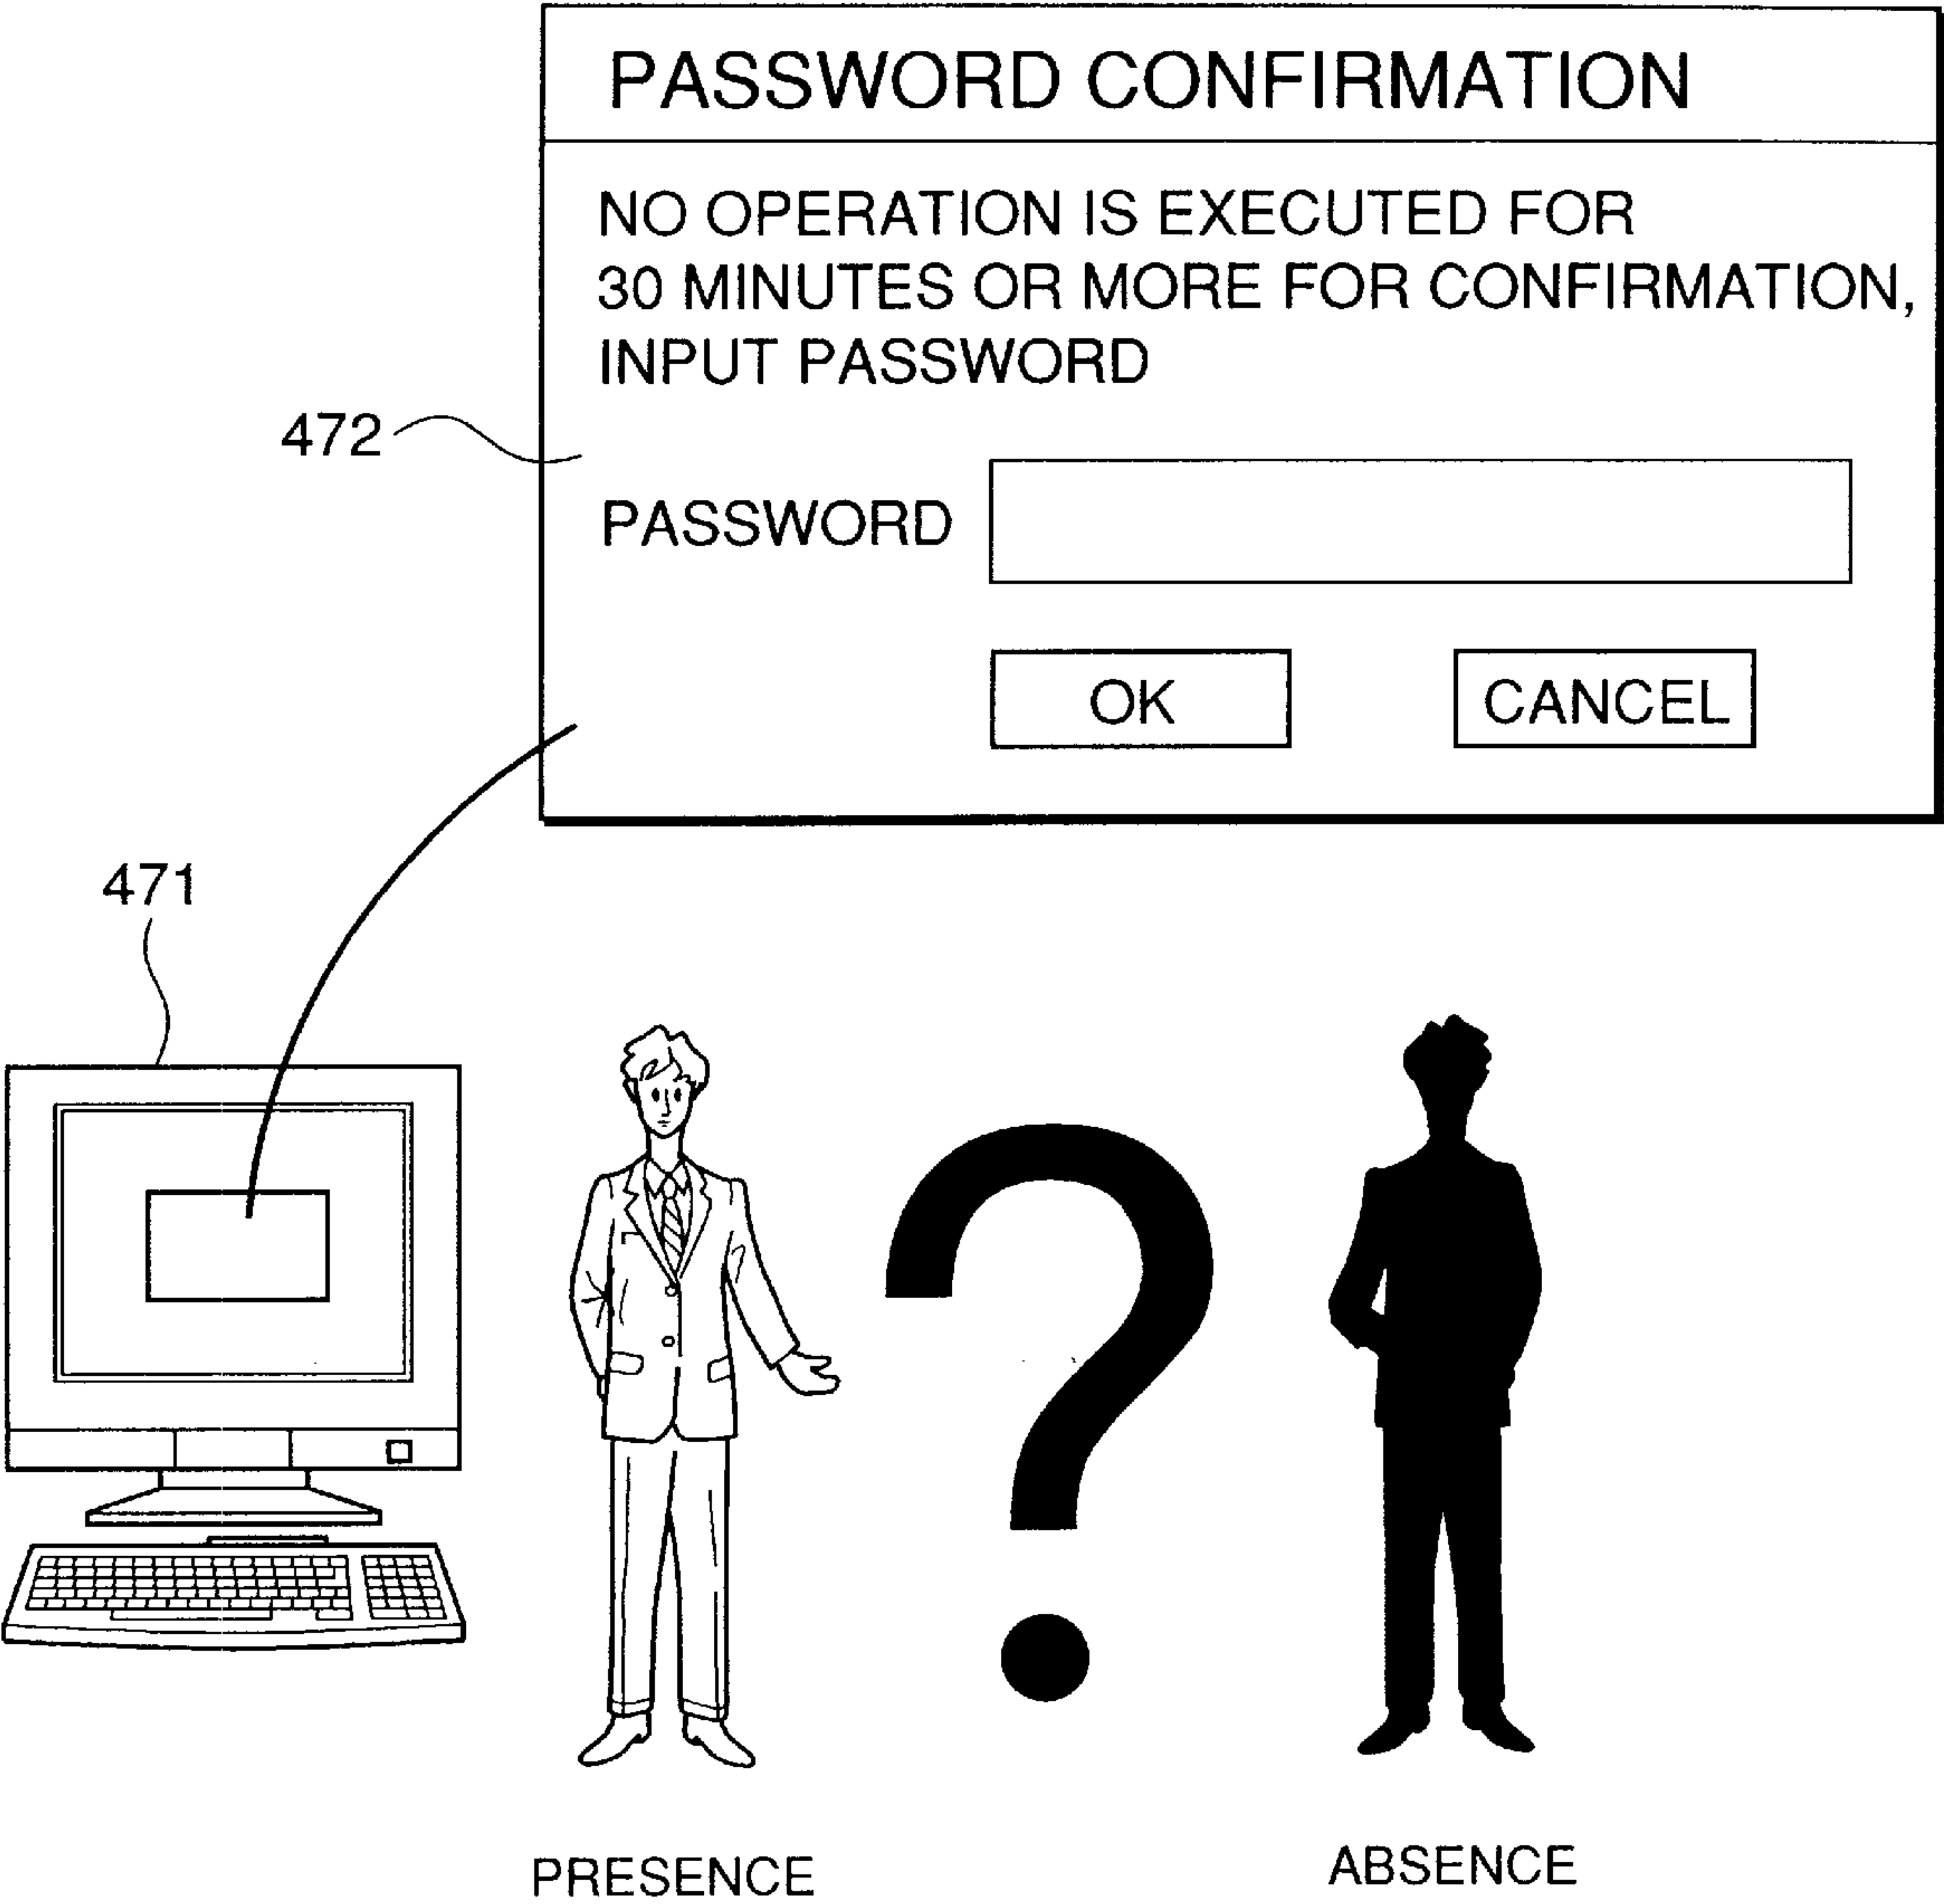 PASSWORD CONFIRMATION
NO OPERATION IS EXECUTED FOR
30 MINUTES OR MORE FOR CONFIRMATION,
INPUT PASSWORD
472
PASSWORD
OK CANCEL
471
?
PRESENCE ABSENCE